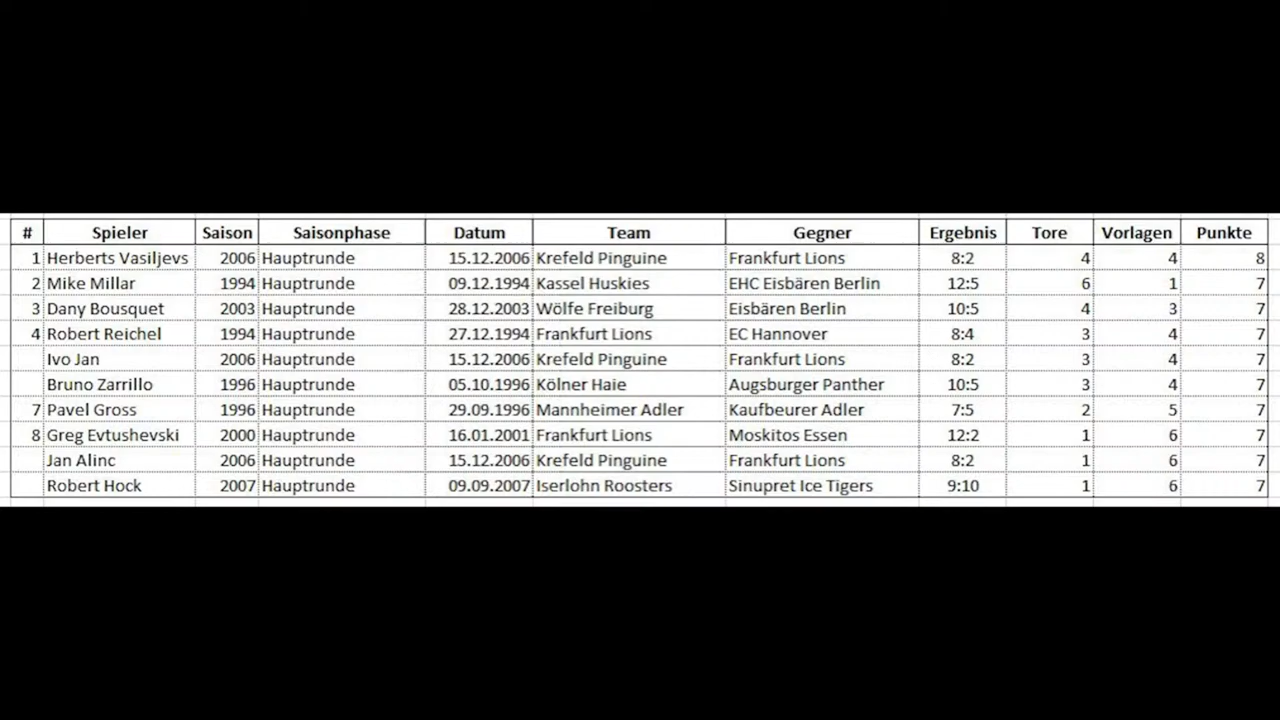 # Spieler Saison Saisonphase Datum Team Gegner Ergebnis Tore Vorlagen Punkte
1 Herberts Vasiljevs 2006 Hauptrunde 15.12.2006 Krefeld Pinguine Frankfurt Lions 8:2 4 4 8
2 Mike Millar 1994 Hauptrunde 09.12.1994 Kassel Huskies EHC Eisbären Berlin 12:5 6 1 7
3 Dany Bousquet 2003 Hauptrunde 28.12.2003 Wölfe Freiburg Eisbären Berlin 10:5 4 3 7
4 Robert Reichel 1994 Hauptrunde 27.12.1994 Frankfurt Lions EC Hannover 8:4 3 4 7
Ivo Jan 2006 Hauptrunde 15.12.2006 Krefeld Pinguine Frankfurt Lions 8:2 3 4 7
Bruno Zarrillo 1996 Hauptrunde 05.10.1996 Kölner Haie Augsburger Panther 10:5 3 4 7
7 Pavel Gross 1996 Hauptrunde 29.09.1996 Mannheimer Adler Kaufbeurer Adler 7:5 2 5 7
8 Greg Evtushevski 2000 Hauptrunde 16.01.2001 Frankfurt Lions Moskitos Essen 12:2 1 6 7
Jan Alinc 2006 Hauptrunde 15.12.2006 Krefeld Pinguine Frankfurt Lions 8:2 1 6 7
Robert Hock 2007 Hauptrunde 09.09.2007 Iserlohn Roosters Sinupret Ice Tigers 9:10 1 6 7